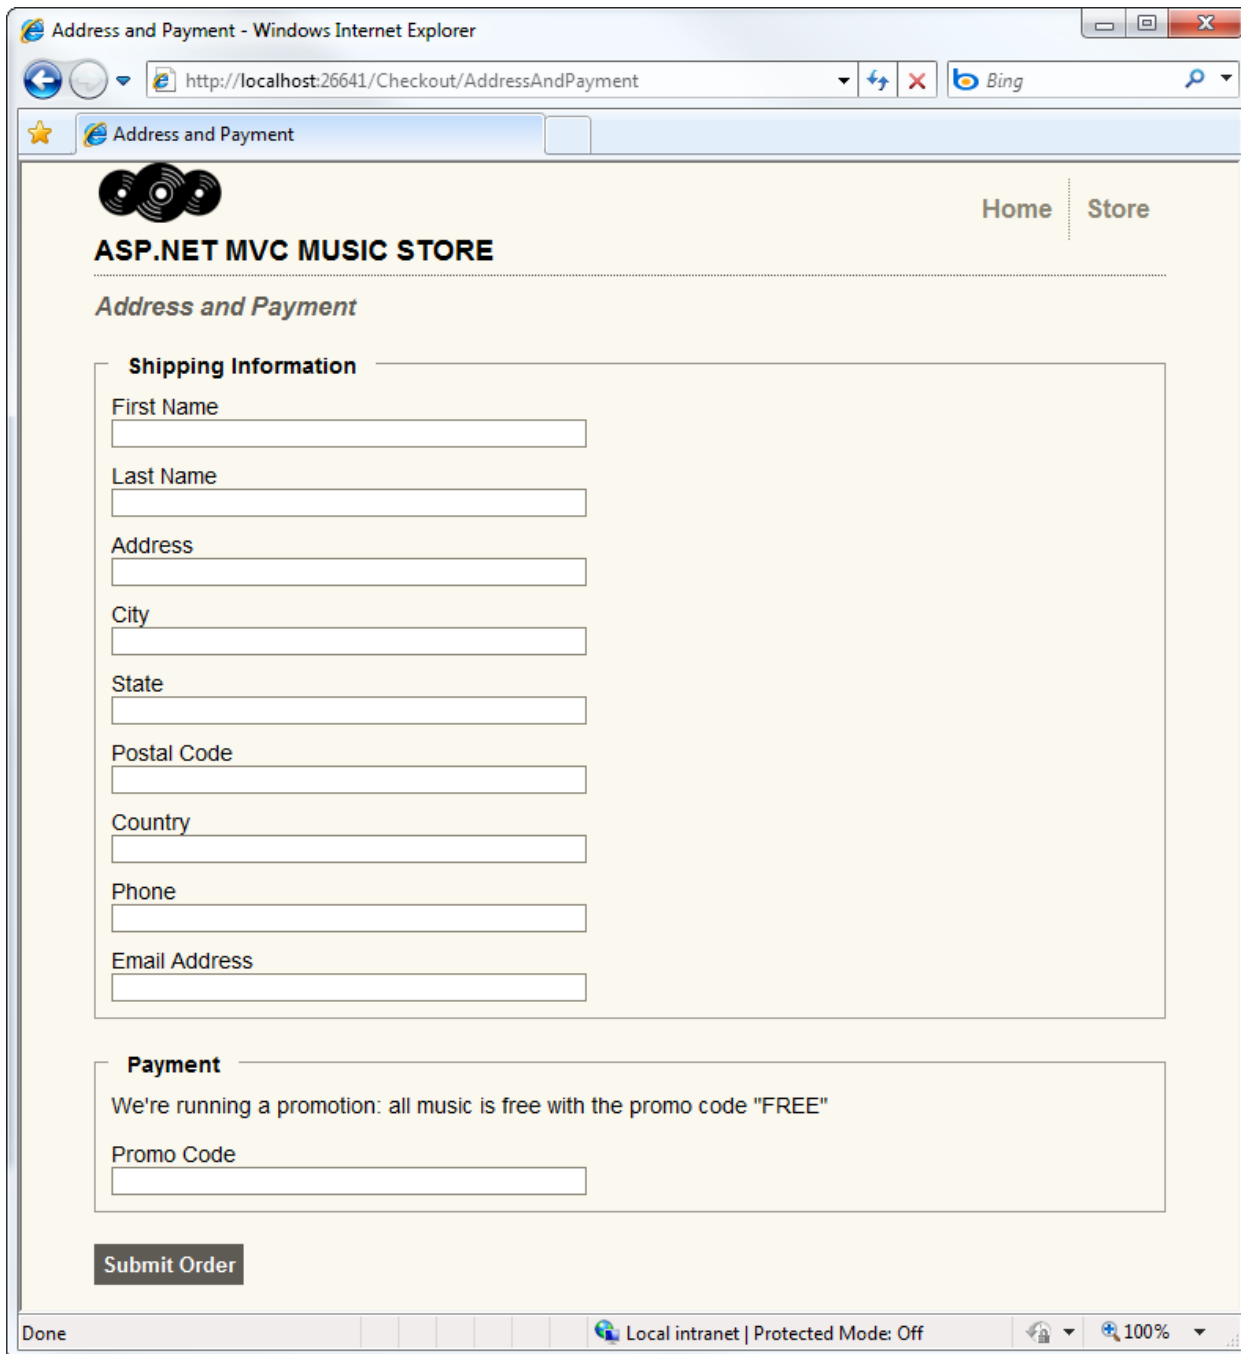 Address and Payment - Windows Internet Explorer
http://localhost:26641/Checkout/AddressAndPayment
Bing
Address and Payment
Home
Store
ASP.NET MVC MUSIC STORE
Address and Payment
Shipping Information
First Name
Last Name
Address
City
State
Postal Code
Country
Phone
Email Address
Payment
We're running a promotion: all music is free with the promo code "FREE"
Promo Code
Submit Order
Done
Local intranet | Protected Mode: Off
100%